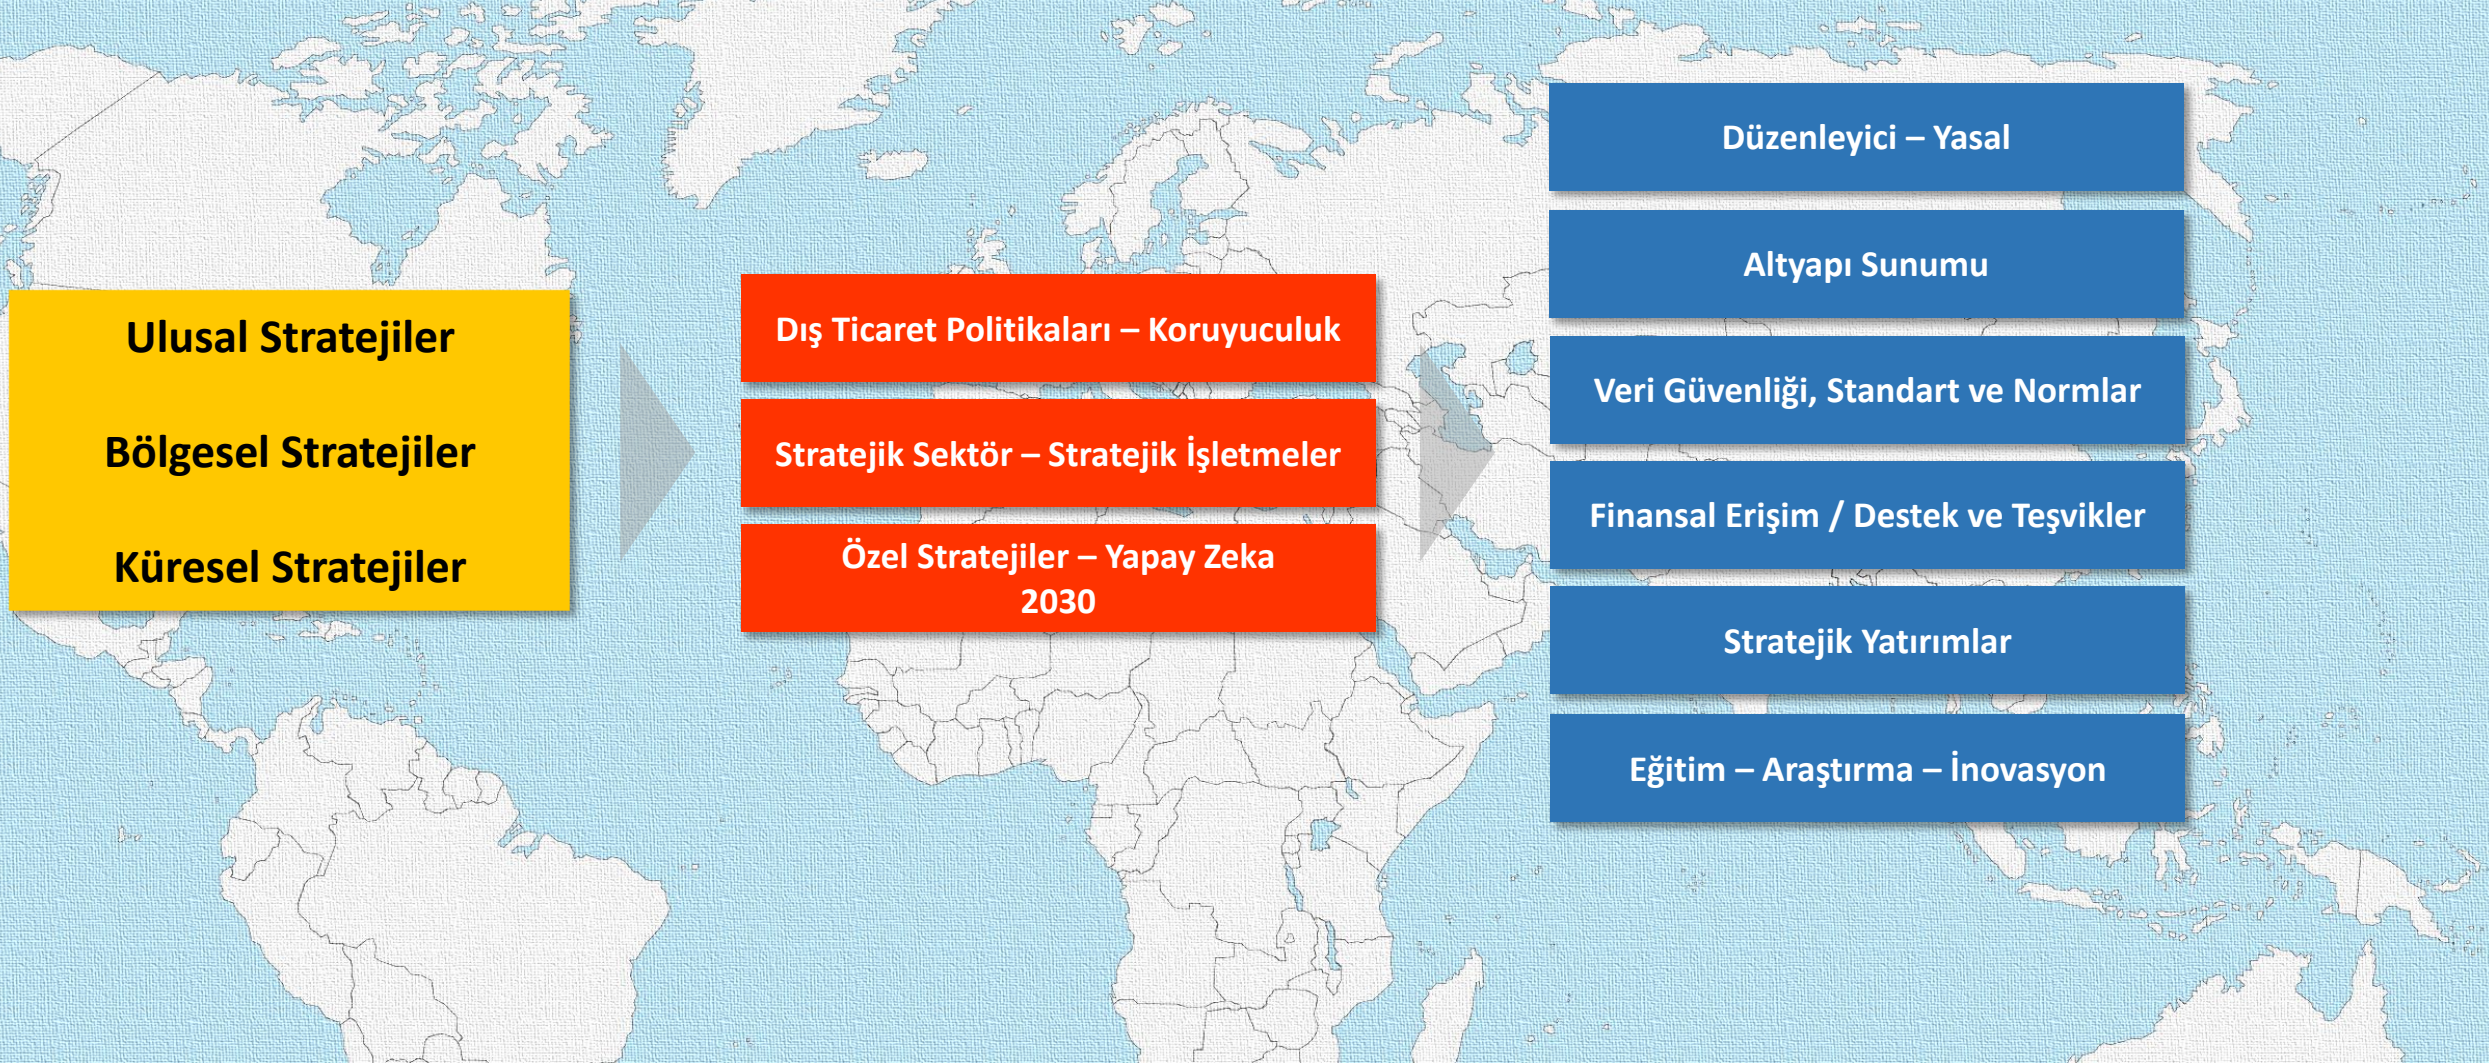 Ulusal Stratejiler
Bölgesel Stratejiler
Küresel Stratejiler
Dış Ticaret Politikaları – Koruyuculuk
Stratejik Sektör – Stratejik İşletmeler
Özel Stratejiler – Yapay Zeka
2030
Düzenleyici – Yasal
Altyapı Sunumu
Veri Güvenliği, Standart ve Normlar
Finansal Erişim / Destek ve Teşvikler
Stratejik Yatırımlar
Eğitim – Araştırma – İnovasyon